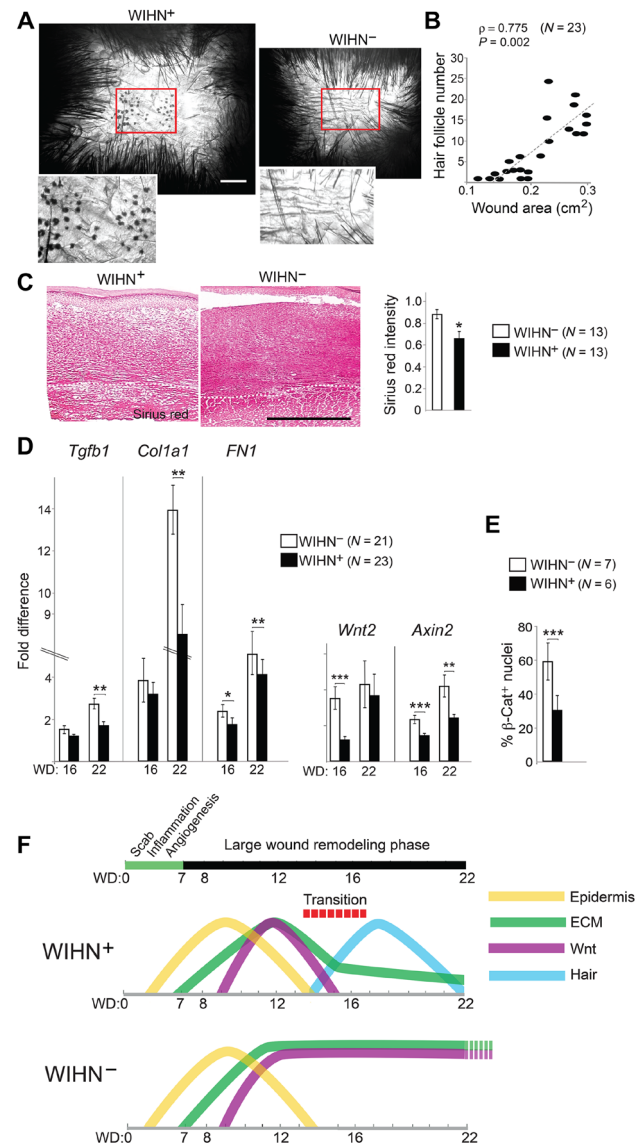 A
WIHN+
WIHN–
B
ρ = 0.775 (N = 23)
P = 0.002
Hair follicle number
30
25
20
15
10
5
0.1 0.2 0.3
Wound area (cm2)
C
WIHN+
WIHN–
Sirius red
Sirius red intensity
1.0
0.8
0.6
0.4
0.2
0
*
WIHN– (N = 13)
WIHN+ (N = 13)
D
Tgfb1 Col1a1 FN1
Fold difference
14
12
10
9
4
2
** ** * **
WIHN– (N = 21)
WIHN+ (N = 23)
WD: 16 22 16 22 16 22
Wnt2 Axin2
*** *** **
WD: 16 22 16 22
E
WIHN– (N = 7)
WIHN+ (N = 6)
% β-Cat+ nuclei
80
60
40
20
0
***
F
Scab
Inflammation
Angiogenesis
Large wound remodeling phase
WD:0 7 8 12 16 22
Transition
WIHN+
WD:0 7 8 12 16 22
Epidermis
ECM
Wnt
Hair
WIHN–
WD:0 7 8 12 16 22